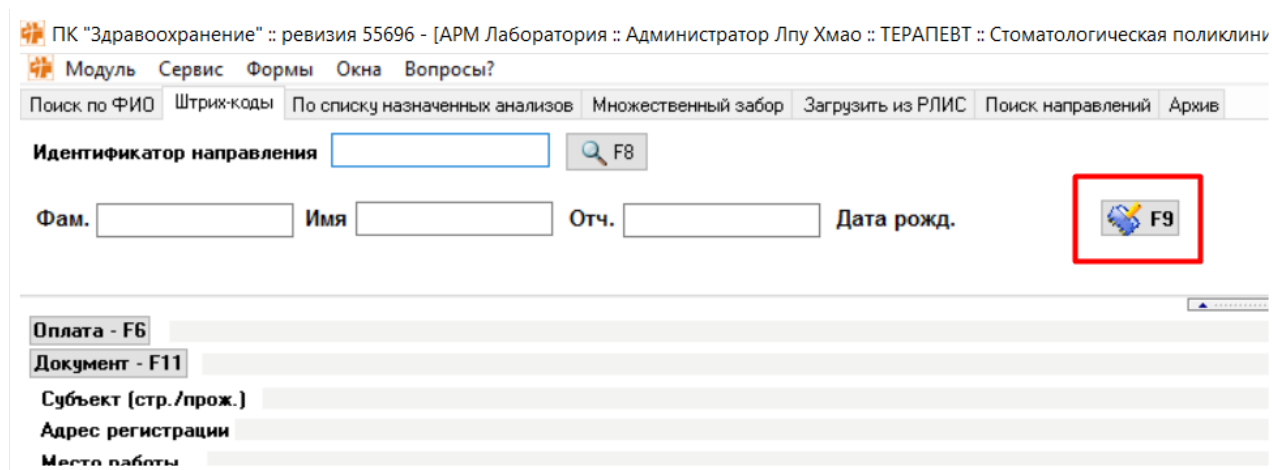 ПК "Здравоохранение" :: ревизия 55696 - [АРМ Лаборатория :: Администратор Лпу Хмао :: ТЕРАПЕВТ :: Стоматологическая поликлини
Модуль Сервис Формы Окна Вопросы?
Поиск по ФИО Штрих-коды По списку назначенных анализов Множественный забор Загрузить из РЛИС Поиск направлений Архив
Идентификатор направления F8
Фам. Имя Отч. Дата рожд. F9
Оплата - F6
Документ - F11
Субъект (стр./прож.)
Адрес регистрации
Место работы